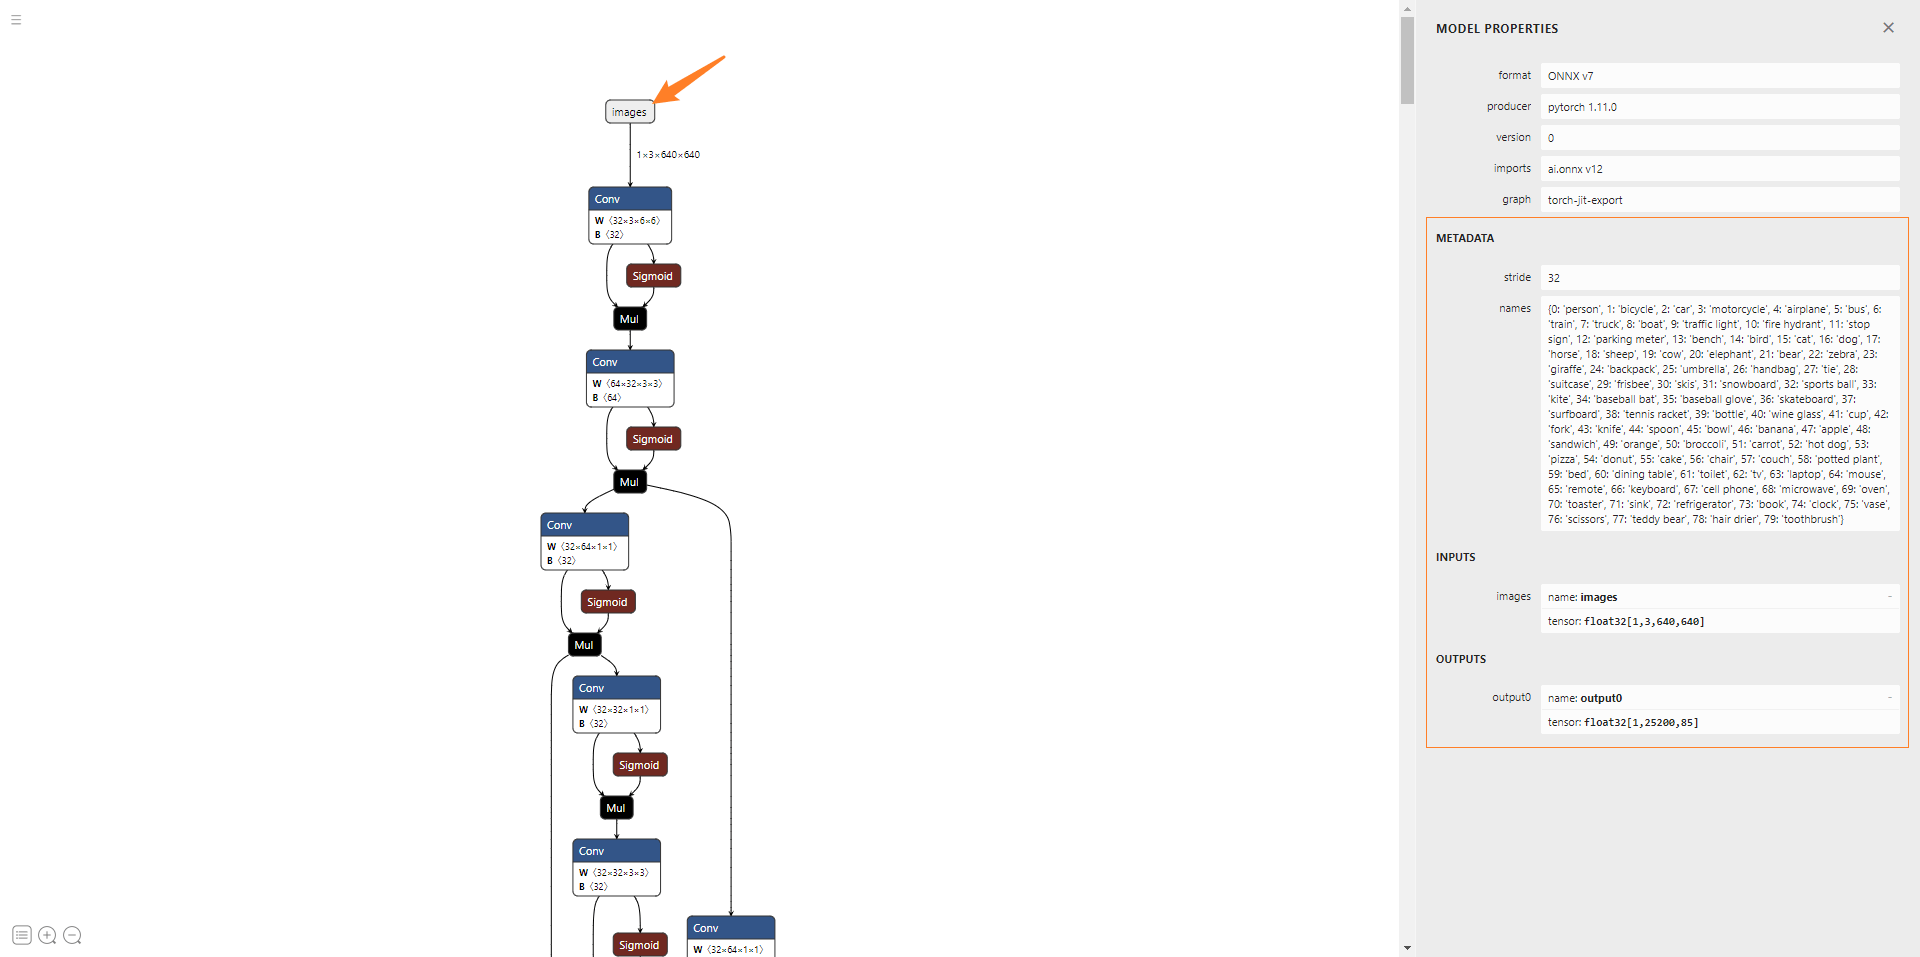 images
1×3×640×640
Conv
W ⟨32×3×6×6⟩
B ⟨32⟩
Sigmoid
Mul
Conv
W ⟨64×32×3×3⟩
B ⟨64⟩
Sigmoid
Mul
Conv
W ⟨32×64×1×1⟩
B ⟨32⟩
Sigmoid
Mul
Conv
W ⟨32×32×1×1⟩
B ⟨32⟩
Sigmoid
Mul
Conv
W ⟨32×32×3×3⟩
B ⟨32⟩
Sigmoid
Conv
W ⟨32×64×1×1⟩
MODEL PROPERTIES
format ONNX v7
producer pytorch 1.11.0
version 0
imports ai.onnx v12
graph torch-jit-export
METADATA
stride 32
names {0: 'person', 1: 'bicycle', 2: 'car', 3: 'motorcycle', 4: 'airplane', 5: 'bus', 6:
'train', 7: 'truck', 8: 'boat', 9: 'traffic light', 10: 'fire hydrant', 11: 'stop
sign', 12: 'parking meter', 13: 'bench', 14: 'bird', 15: 'cat', 16: 'dog', 17:
'horse', 18: 'sheep', 19: 'cow', 20: 'elephant', 21: 'bear', 22: 'zebra', 23:
'giraffe', 24: 'backpack', 25: 'umbrella', 26: 'handbag', 27: 'tie', 28:
'suitcase', 29: 'frisbee', 30: 'skis', 31: 'snowboard', 32: 'sports ball', 33:
'kite', 34: 'baseball bat', 35: 'baseball glove', 36: 'skateboard', 37:
'surfboard', 38: 'tennis racket', 39: 'bottle', 40: 'wine glass', 41: 'cup', 42:
'fork', 43: 'knife', 44: 'spoon', 45: 'bowl', 46: 'banana', 47: 'apple', 48:
'sandwich', 49: 'orange', 50: 'broccoli', 51: 'carrot', 52: 'hot dog', 53:
'pizza', 54: 'donut', 55: 'cake', 56: 'chair', 57: 'couch', 58: 'potted plant',
59: 'bed', 60: 'dining table', 61: 'toilet', 62: 'tv', 63: 'laptop', 64: 'mouse',
65: 'remote', 66: 'keyboard', 67: 'cell phone', 68: 'microwave', 69: 'oven',
70: 'toaster', 71: 'sink', 72: 'refrigerator', 73: 'book', 74: 'clock', 75: 'vase',
76: 'scissors', 77: 'teddy bear', 78: 'hair drier', 79: 'toothbrush'}
INPUTS
images name: images -
tensor: float32[1,3,640,640]
OUTPUTS
output0 name: output0 -
tensor: float32[1,25200,85]